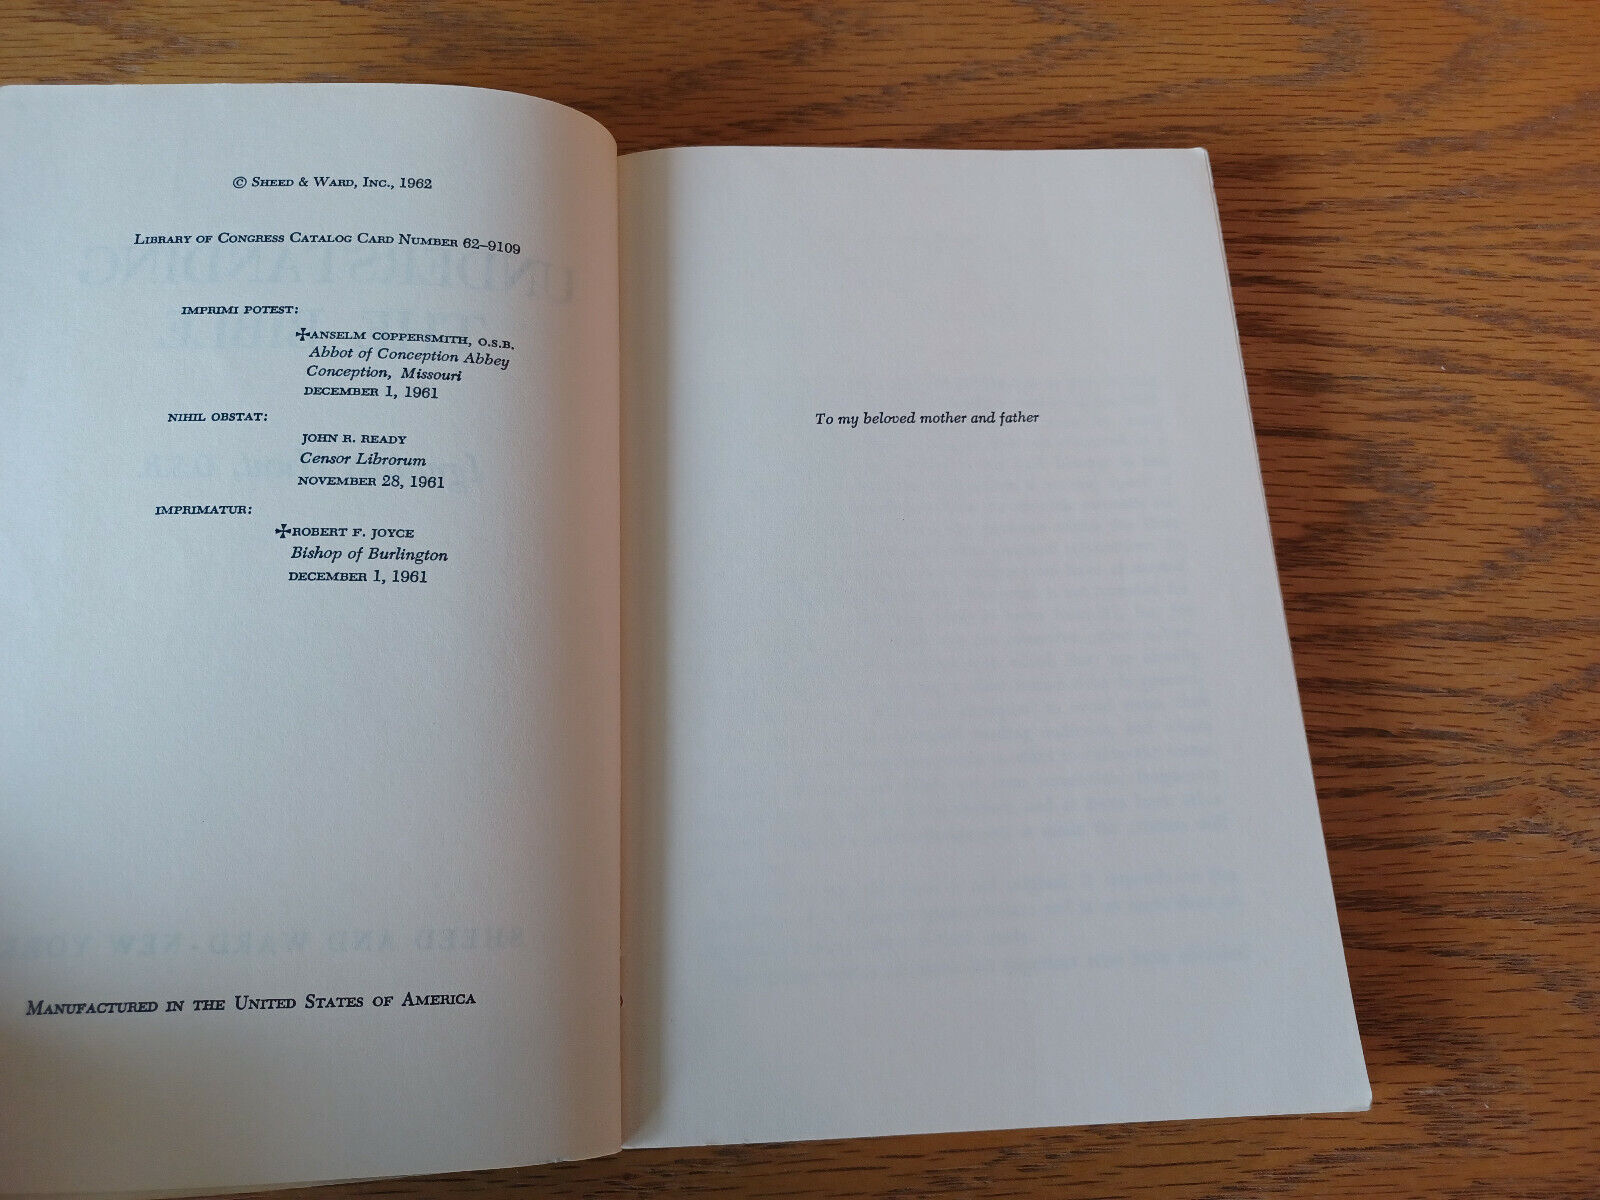 © Sheed & Ward, Inc., 1962
Library of Congress Catalog Card Number 62–9109
IMPRIMI POTEST:
✠ANSELM COPPERSMITH, O.S.B.
Abbot of Conception Abbey
Conception, Missouri
DECEMBER 1, 1961
NIHIL OBSTAT:
JOHN R. READY
Censor Librorum
NOVEMBER 28, 1961
IMPRIMATUR:
✠ROBERT F. JOYCE
Bishop of Burlington
DECEMBER 1, 1961
Manufactured in the United States of America
To my beloved mother and father